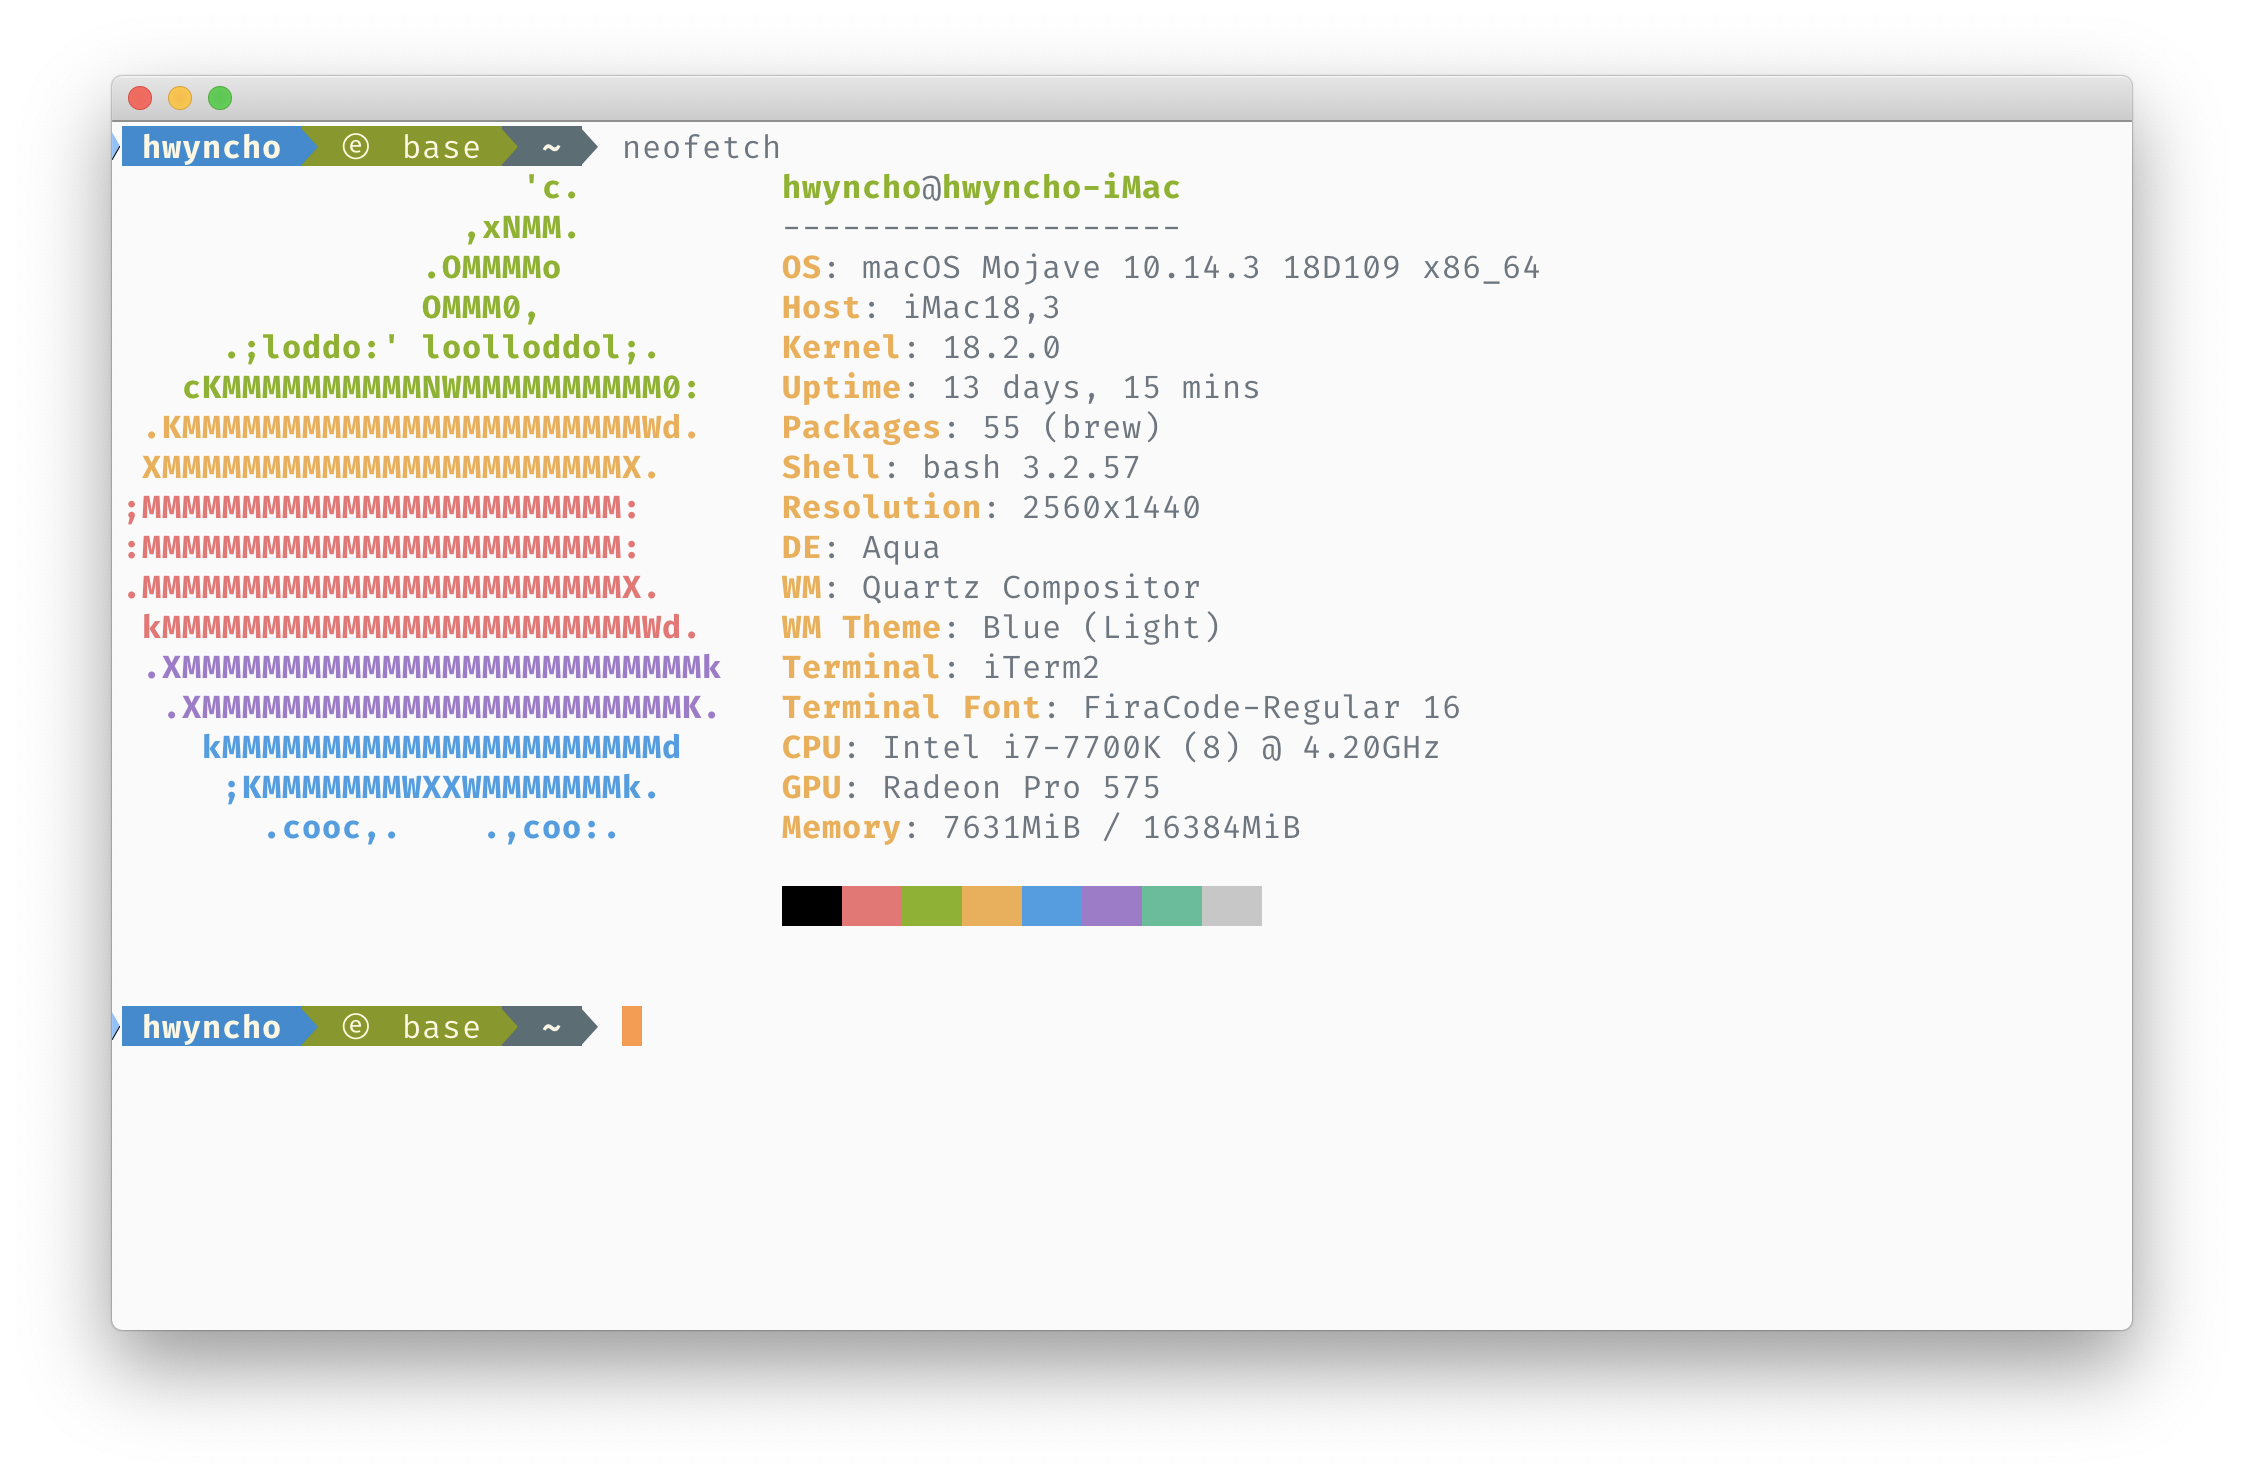 hwyncho ⓔ base ~ neofetch
'c. hwyncho@hwyncho-iMac
,xNMM. --------------------
.OMMMMo OS: macOS Mojave 10.14.3 18D109 x86_64
OMMM0, Host: iMac18,3
.;loddo:' loolloddol;. Kernel: 18.2.0
cKMMMMMMMMMMNWMMMMMMMMMM0: Uptime: 13 days, 15 mins
.KMMMMMMMMMMMMMMMMMMMMMMMWd. Packages: 55 (brew)
XMMMMMMMMMMMMMMMMMMMMMMMX. Shell: bash 3.2.57
;MMMMMMMMMMMMMMMMMMMMMMMM: Resolution: 2560x1440
:MMMMMMMMMMMMMMMMMMMMMMMM: DE: Aqua
.MMMMMMMMMMMMMMMMMMMMMMMMX. WM: Quartz Compositor
kMMMMMMMMMMMMMMMMMMMMMMMMWd. WM Theme: Blue (Light)
.XMMMMMMMMMMMMMMMMMMMMMMMMMMk Terminal: iTerm2
.XMMMMMMMMMMMMMMMMMMMMMMMMK. Terminal Font: FiraCode-Regular 16
kMMMMMMMMMMMMMMMMMMMMMMd CPU: Intel i7-7700K (8) @ 4.20GHz
;KMMMMMMMWXXWMMMMMMMk. GPU: Radeon Pro 575
.cooc,. .,coo:. Memory: 7631MiB / 16384MiB
hwyncho ⓔ base ~